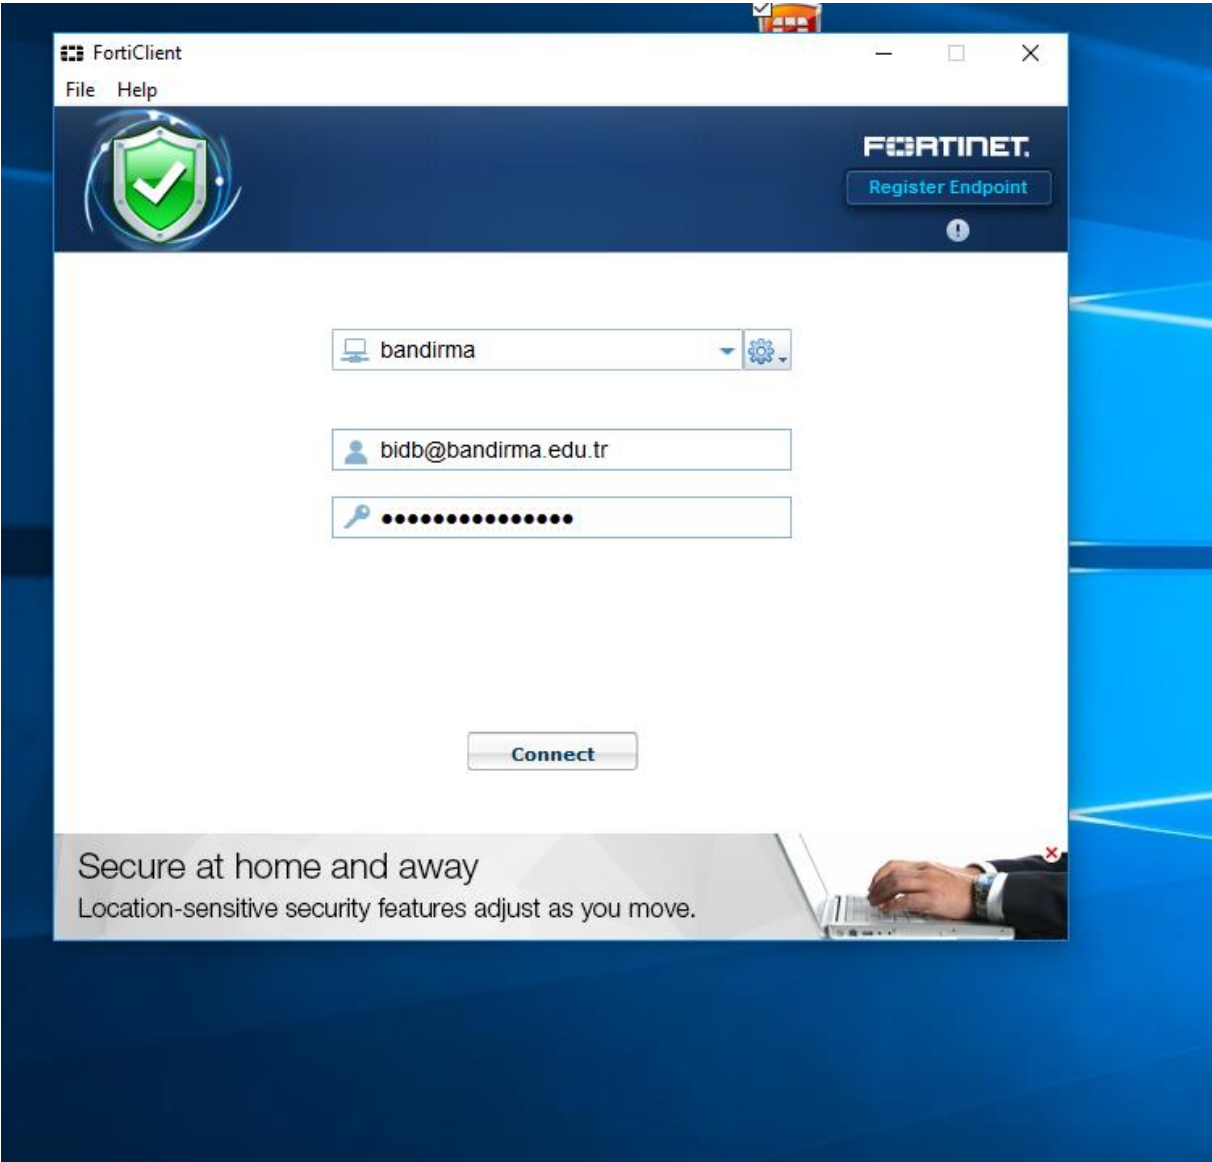 FortiClient
File Help
FORTINET.
Register Endpoint
bandirma
bidb@bandirma.edu.tr
●●●●●●●●●●●●●●●
Connect
Secure at home and away
Location-sensitive security features adjust as you move.